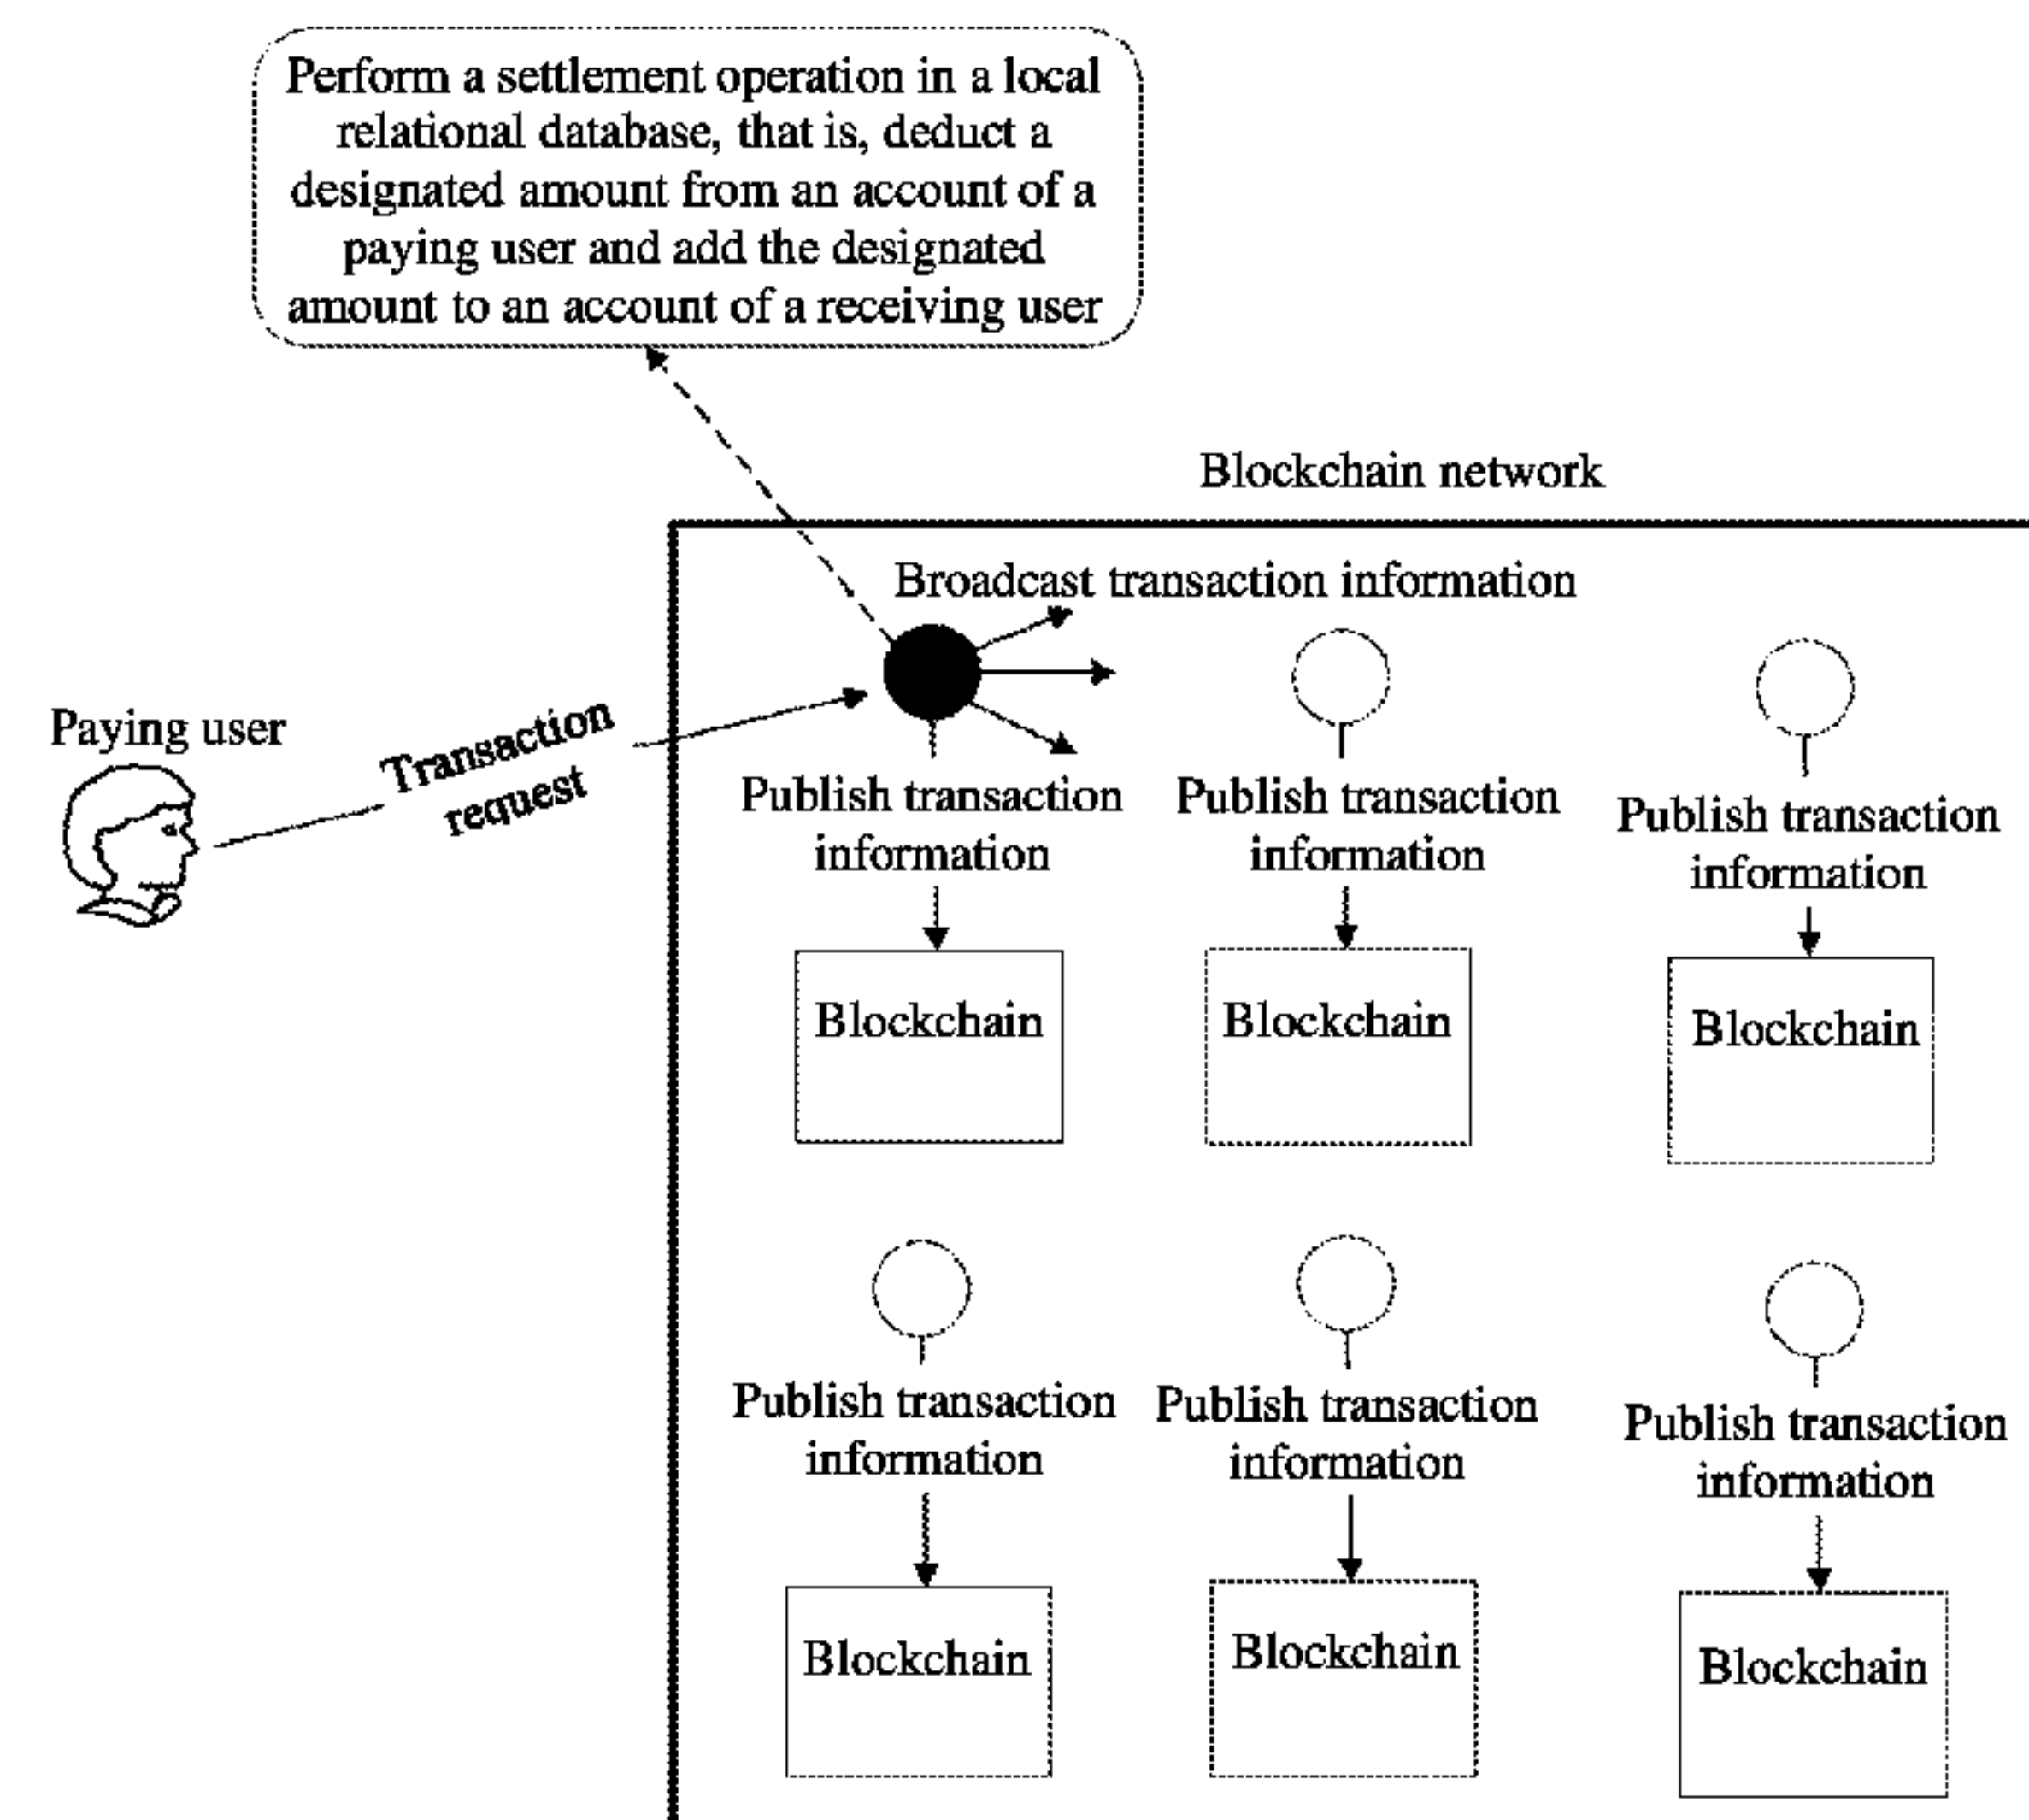 Perform a settlement operation in a local
relational database, that is, deduct a
designated amount from an account of a
paying user and add the designated
amount to an account of a receiving user
Blockchain network
Broadcast transaction information
Paying user
Transaction
request
Publish transaction
information
Publish transaction
information
Publish transaction
information
Blockchain
Blockchain
Blockchain
Publish transaction
information
Publish transaction
information
Publish transaction
information
Blockchain
Blockchain
Blockchain